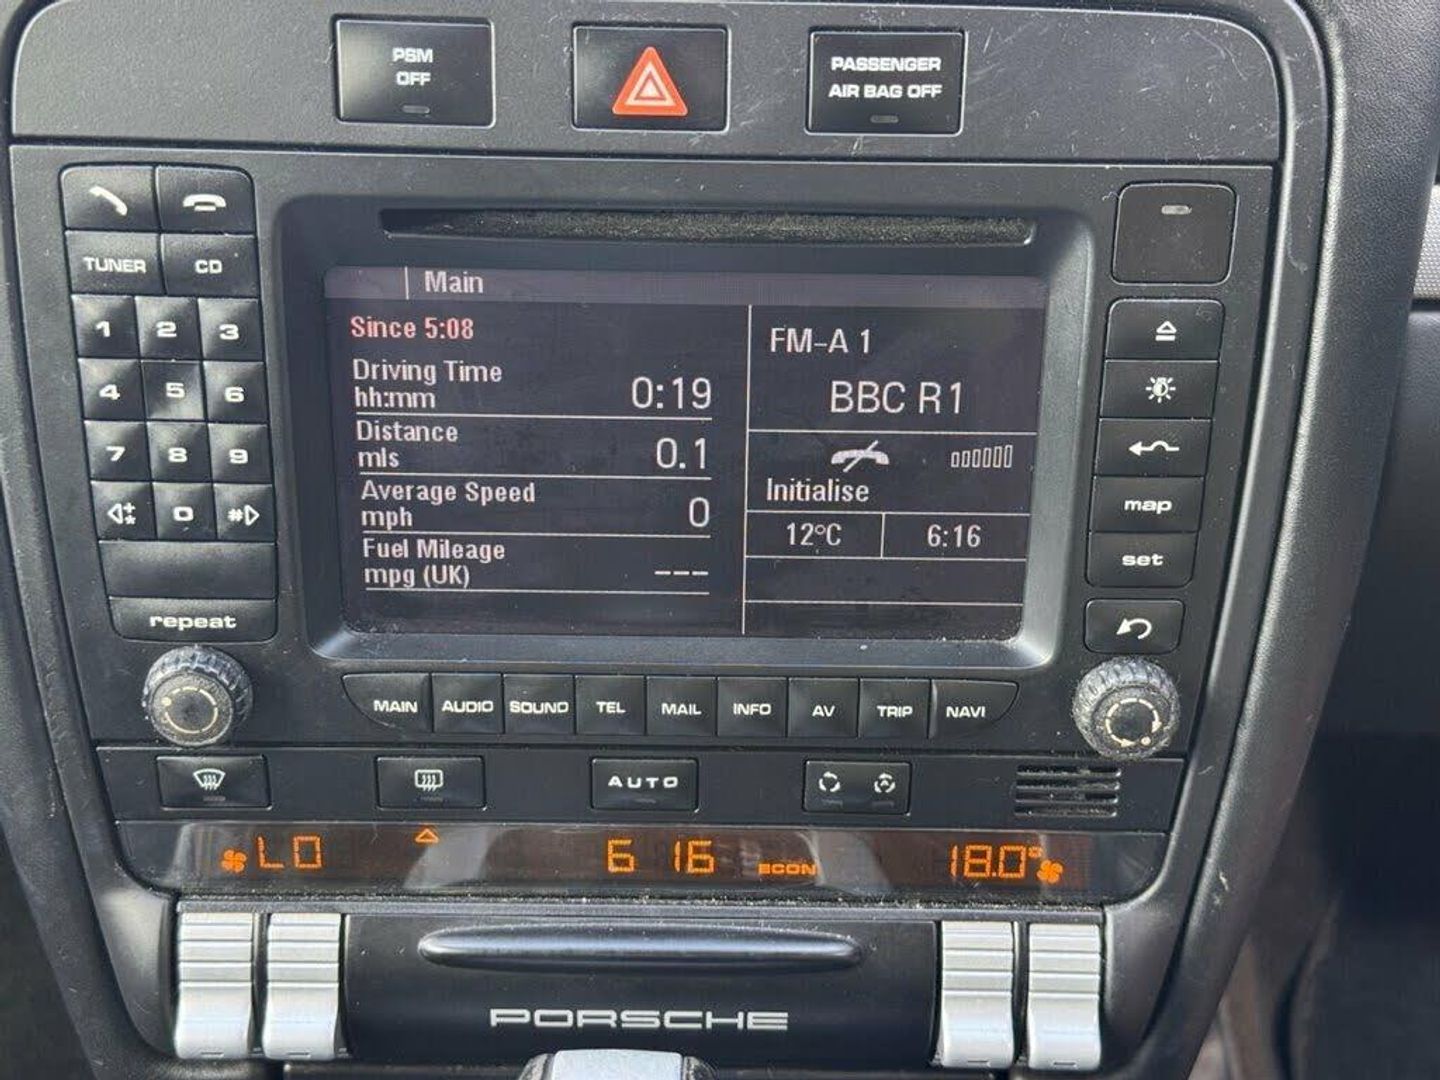 PSM
OFF
PASSENGER
AIR BAG OFF
TUNER CD
1 2 3
4 5 6
7 8 9
* 0 #
repeat
Main
Since 5:08
Driving Time
hh:mm 0:19
Distance
mls 0.1
Average Speed
mph 0
Fuel Mileage
mpg (UK) ---
FM-A 1
BBC R1
Initialise
12°C 6:16
map
set
MAIN AUDIO SOUND TEL MAIL INFO AV TRIP NAVI
AUTO
LO 6 16 ECON 18.0°
PORSCHE